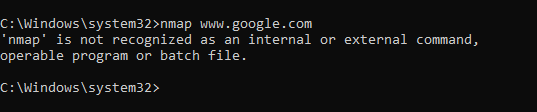 C:\Windows\system32>nmap www.google.com
'nmap' is not recognized as an internal or external command,
operable program or batch file.
C:\Windows\system32>